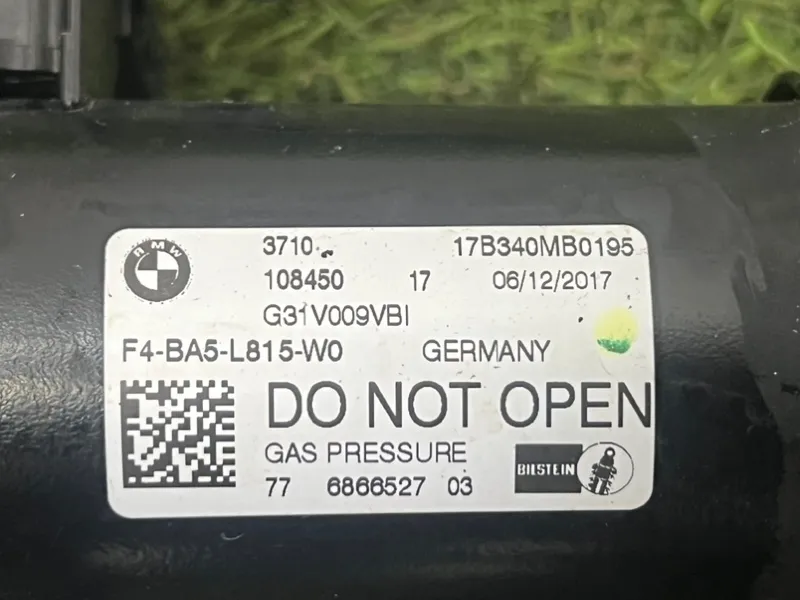 BMW
3710 17B340MB0195
108450 17 06/12/2017
G31V009VBI
F4-BA5-L815-W0 GERMANY
DO NOT OPEN
GAS PRESSURE
BILSTEIN
77 6866527 03